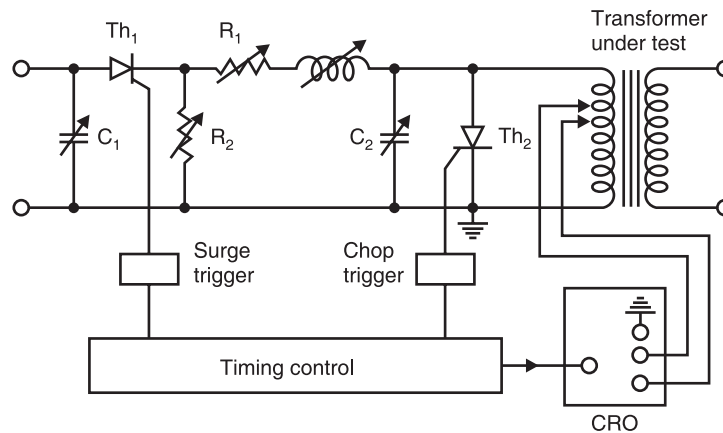 Transformer
under test
Th₁
R₁
C₁
R₂
C₂
Th₂
Surge
trigger
Chop
trigger
Timing control
CRO